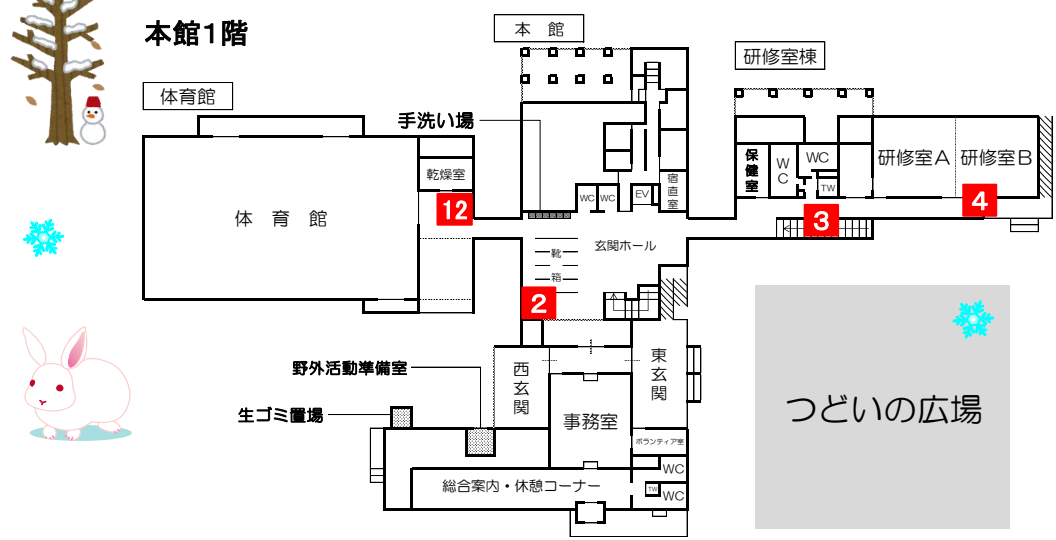 本館１階
本 館
研修室棟
体育館
手洗い場
乾燥室
12
体 育 館
WC
WC
EV
宿直室
保健室
WC
WC
TW
研修室A
研修室B
3
4
玄関ホール
靴
箱
2
野外活動準備室
生ゴミ置場
西玄関
東玄関
事務室
ボランティア室
WC
TW
WC
総合案内・休憩コーナー
つどいの広場